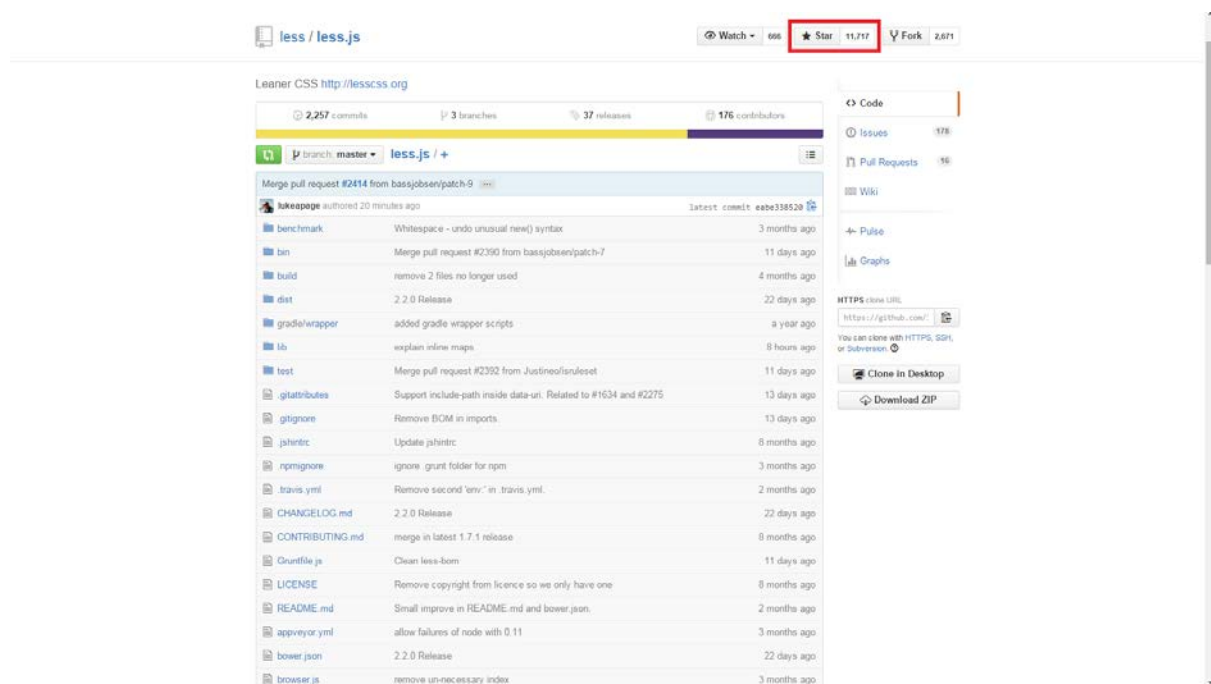 less / less.js
Watch 666 Star 11,717 Fork 2,671
Leaner CSS http://lesscss.org
2,257 commits 3 branches 37 releases 176 contributors
branch: master less.js / +
Merge pull request #2414 from bassjobsen/patch-9
lukeapage authored 20 minutes ago latest commit eabe338520
benchmark Whitespace - undo unusual new() syntax 3 months ago
bin Merge pull request #2390 from bassjobsen/patch-7 11 days ago
build remove 2 files no longer used 4 months ago
dist 2.2.0 Release 22 days ago
gradle/wrapper added gradle wrapper scripts a year ago
lib explain inline maps 8 hours ago
test Merge pull request #2392 from Justineo/isruleset 11 days ago
.gitattributes Support include-path inside data-uri. Related to #1634 and #2275 13 days ago
.gitignore Remove BOM in imports 13 days ago
.jshintrc Update jshintrc 8 months ago
.npmignore ignore .grunt folder for npm 3 months ago
.travis.yml Remove second 'env:' in .travis.yml. 2 months ago
CHANGELOG.md 2.2.0 Release 22 days ago
CONTRIBUTING.md merge in latest 1.7.1 release 8 months ago
Gruntfile.js Clean less-bom 11 days ago
LICENSE Remove copyright from licence so we only have one 8 months ago
README.md Small improve in README.md and bower.json. 2 months ago
appveyor.yml allow failures of node with 0.11 3 months ago
bower.json 2.2.0 Release 22 days ago
browser.js remove un-necessary index 3 months ago
Code
Issues 178
Pull Requests 16
Wiki
Pulse
Graphs
HTTPS clone URL
https://github.com/
You can clone with HTTPS, SSH,
or Subversion.
Clone in Desktop
Download ZIP